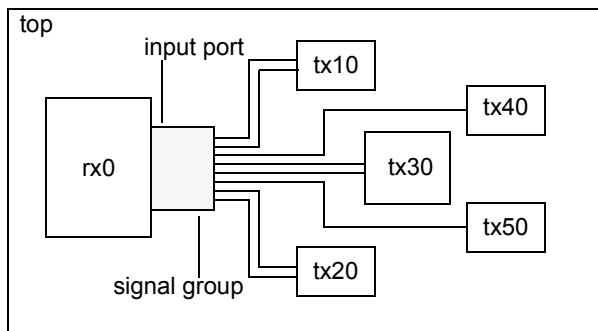 top
input port
tx10
tx40
rx0
tx30
tx50
signal group
tx20